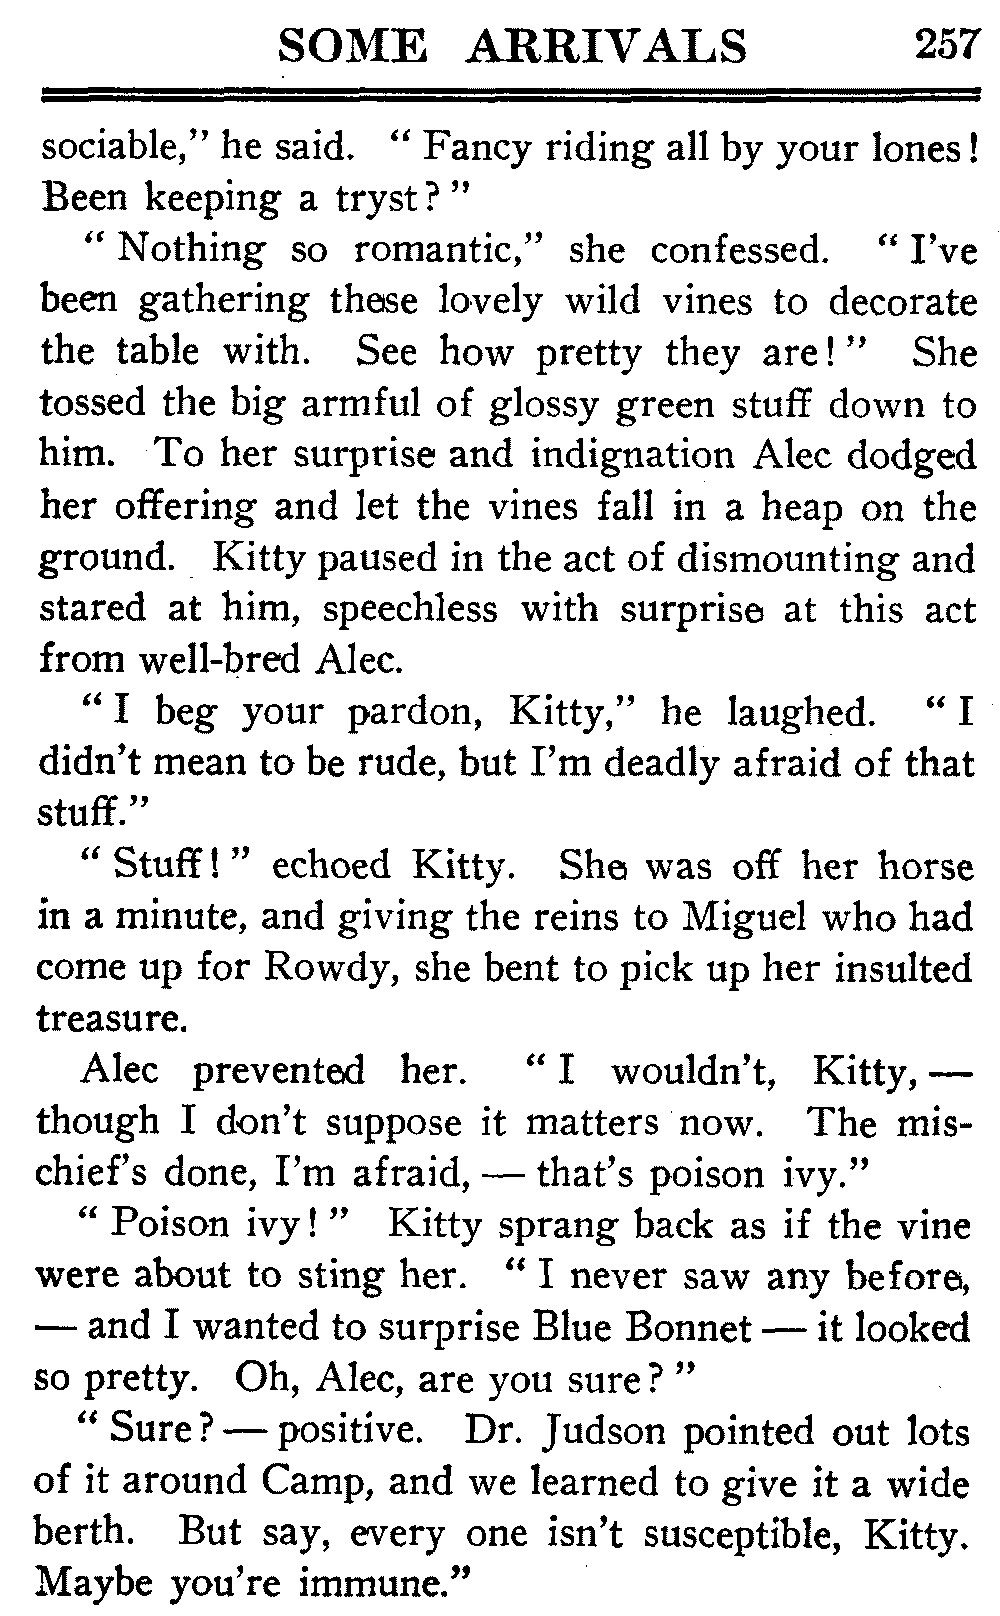 SOME ARRIVALS 257
sociable," he said. "Fancy riding all by your lones!
Been keeping a tryst?"
"Nothing so romantic," she confessed. "I've
been gathering these lovely wild vines to decorate
the table with. See how pretty they are!" She
tossed the big armful of glossy green stuff down to
him. To her surprise and indignation Alec dodged
her offering and let the vines fall in a heap on the
ground. Kitty paused in the act of dismounting and
stared at him, speechless with surprise at this act
from well-bred Alec.
"I beg your pardon, Kitty," he laughed. "I
didn't mean to be rude, but I'm deadly afraid of that
stuff."
"Stuff!" echoed Kitty. She was off her horse
in a minute, and giving the reins to Miguel who had
come up for Rowdy, she bent to pick up her insulted
treasure.
Alec prevented her. "I wouldn't, Kitty, —
though I don't suppose it matters now. The mis-
chief's done, I'm afraid, — that's poison ivy."
"Poison ivy!" Kitty sprang back as if the vine
were about to sting her. "I never saw any before,
— and I wanted to surprise Blue Bonnet — it looked
so pretty. Oh, Alec, are you sure?"
"Sure? — positive. Dr. Judson pointed out lots
of it around Camp, and we learned to give it a wide
berth. But say, every one isn't susceptible, Kitty.
Maybe you're immune."